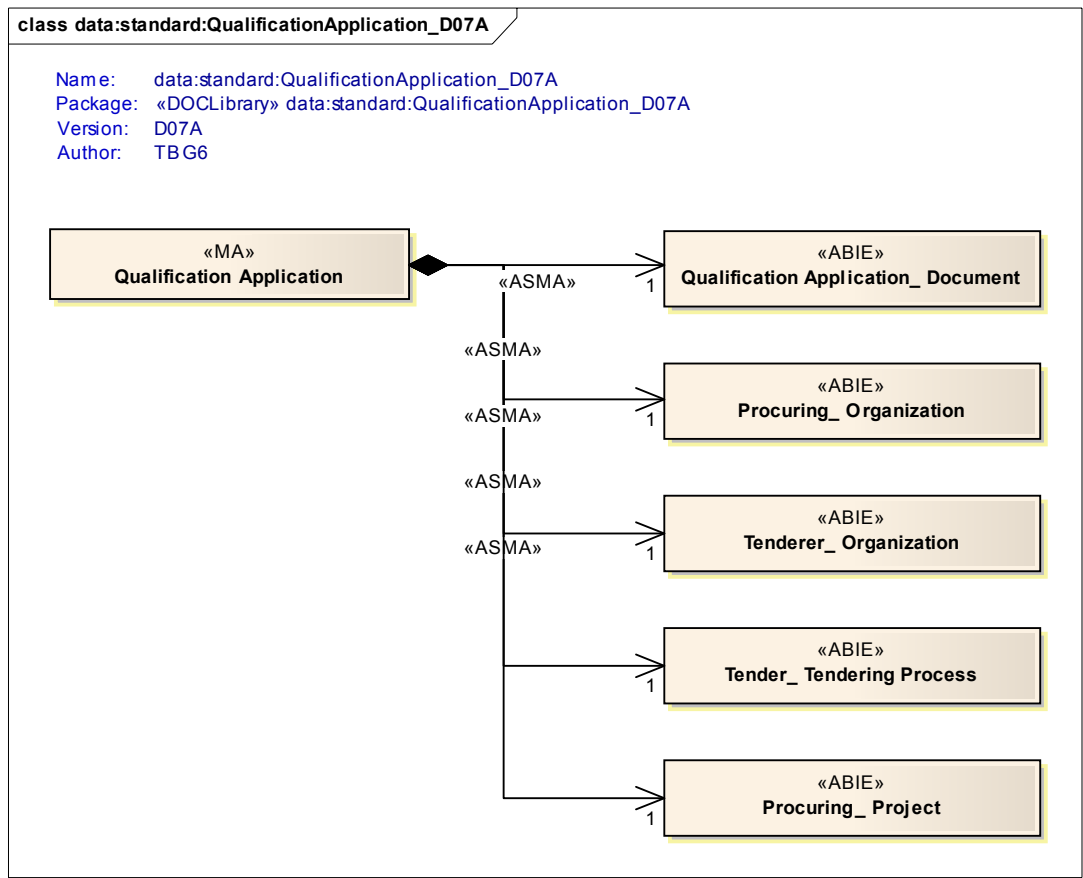 class data:standard:QualificationApplication_D07A
Name: data:standard:QualificationApplication_D07A
Package: «DOCLibrary» data:standard:QualificationApplication_D07A
Version: D07A
Author: TBG6
«MA»
Qualification Application
«ABIE»
Qualification Application_ Document
«ASMA»
1
«ASMA»
«ABIE»
Procuring_ Organization
«ASMA»
1
«ASMA»
«ABIE»
Tenderer_ Organization
«ASMA»
1
«ABIE»
Tender_ Tendering Process
1
«ABIE»
Procuring_ Project
1